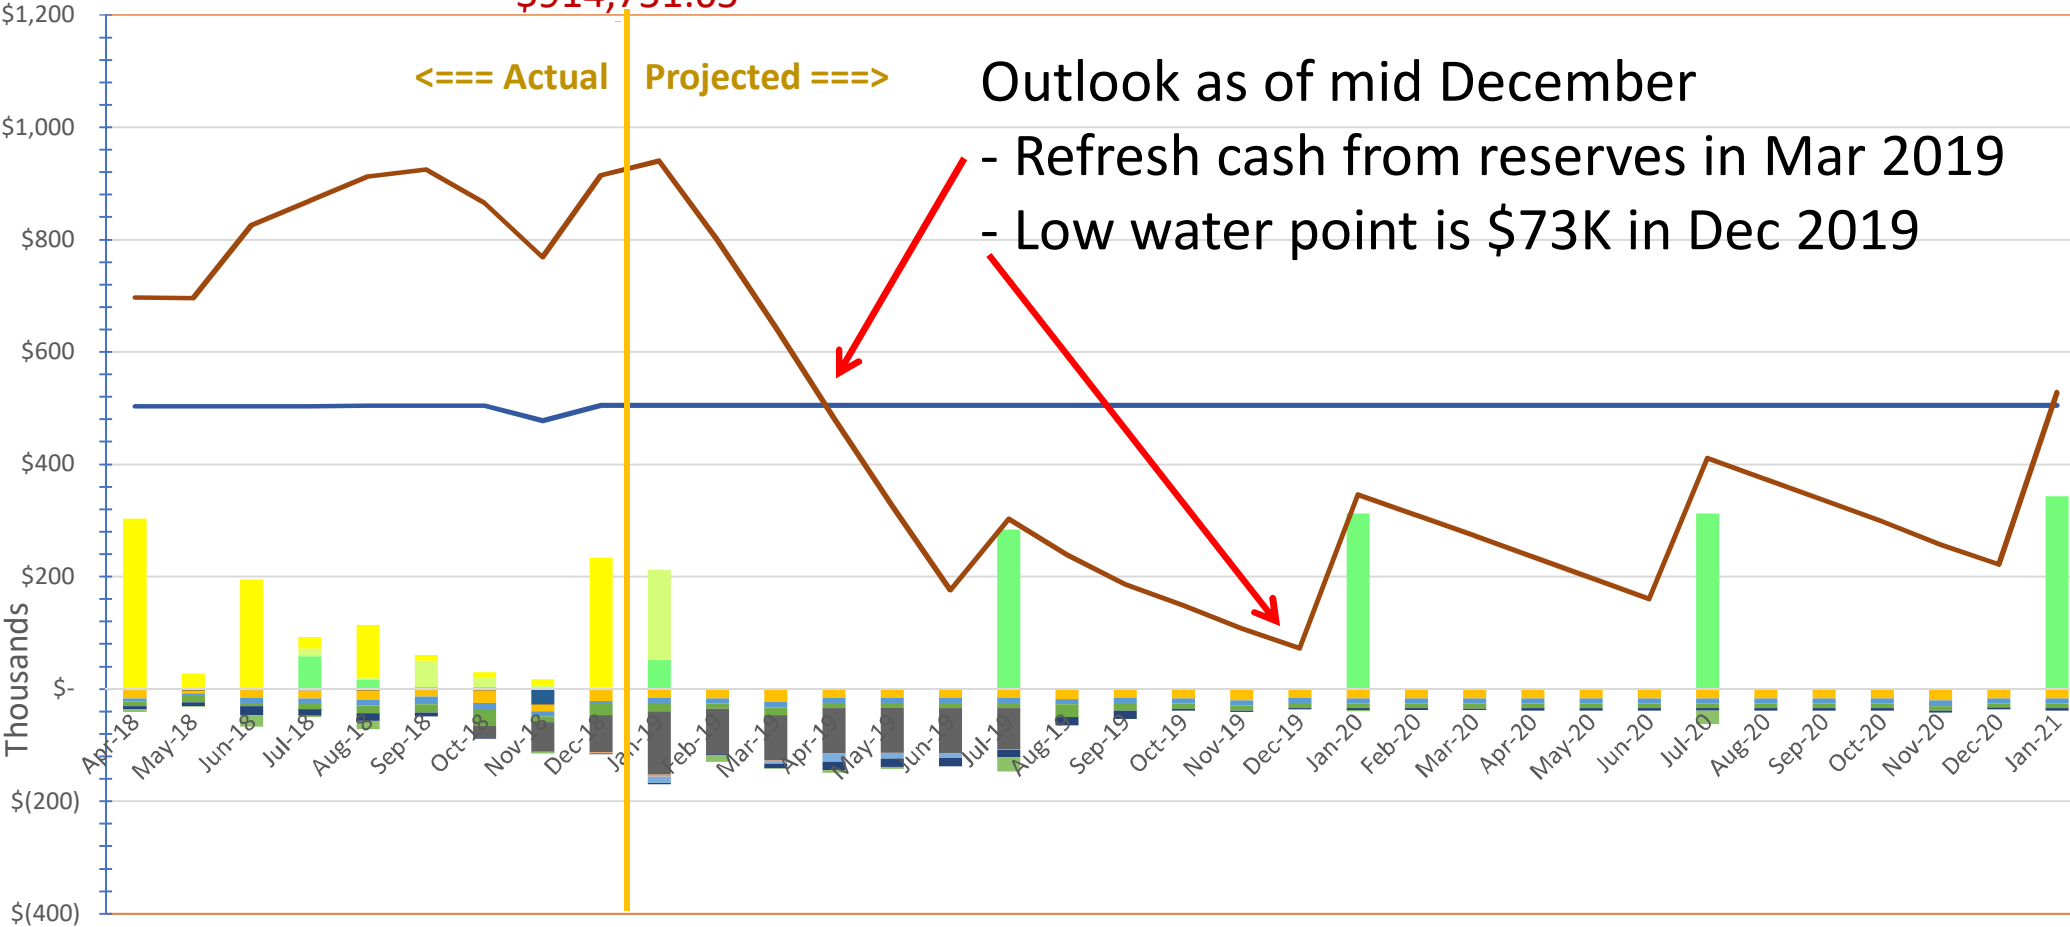 $914,731.63
$1,200
<=== Actual Projected ===>
Outlook as of mid December
- Refresh cash from reserves in Mar 2019
- Low water point is $73K in Dec 2019
$1,000
$800
$600
$400
$200
$-
$(200)
$(400)
Thousands
Apr-18
May-18
Jun-18
Jul-18
Aug-18
Sep-18
Oct-18
Nov-18
Dec-18
Jan-19
Feb-19
Mar-19
Apr-19
May-19
Jun-19
Jul-19
Aug-19
Sep-19
Oct-19
Nov-19
Dec-19
Jan-20
Feb-20
Mar-20
Apr-20
May-20
Jun-20
Jul-20
Aug-20
Sep-20
Oct-20
Nov-20
Dec-20
Jan-21